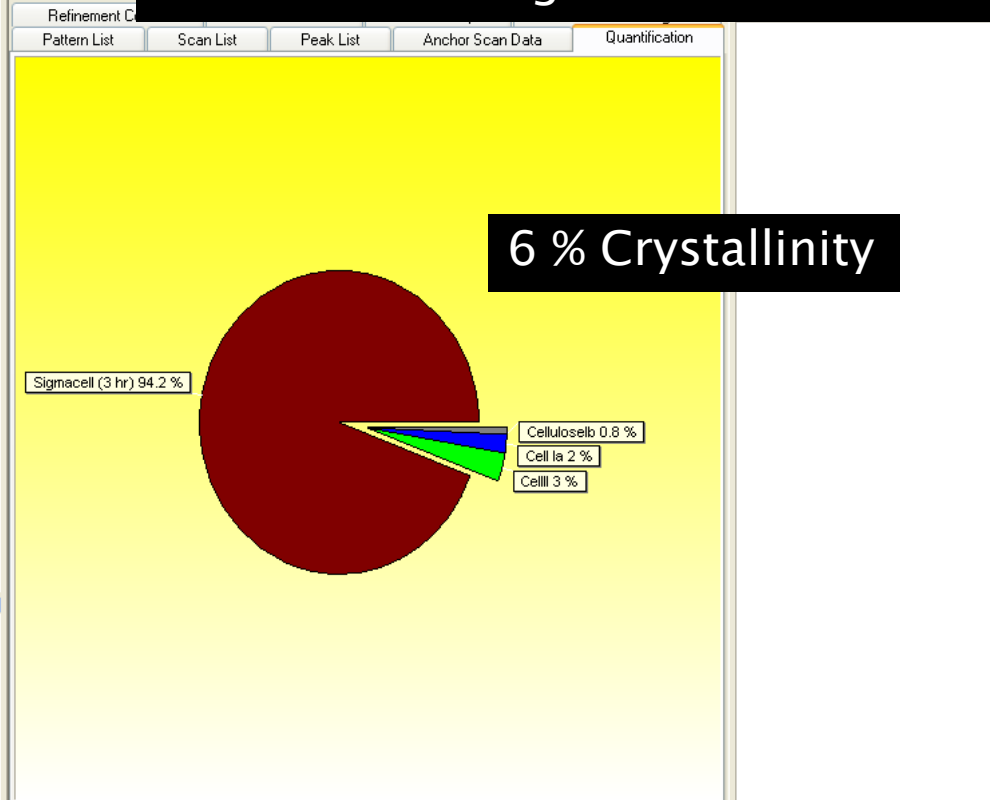 Refinement
Pattern List Scan List Peak List Anchor Scan Data Quantification
6 % Crystallinity
Sigmacell (3 hr) 94.2 %
CelluloseIb 0.8 %
Cell Ia 2 %
CellII 3 %